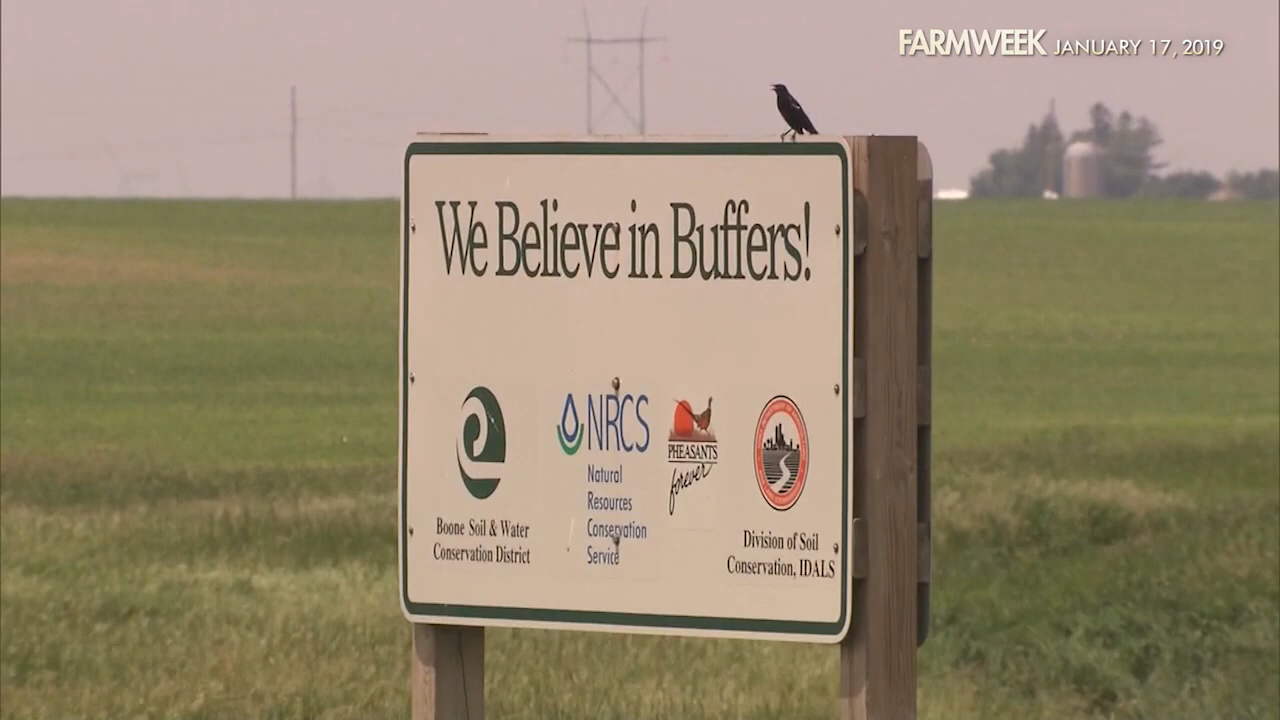 FARMWEEK JANUARY 17, 2019
We Believe in Buffers!
NRCS
Natural
Resources
Conservation
Service
PHEASANTS
forever
Boone Soil & Water
Conservation District
Division of Soil
Conservation, IDALS